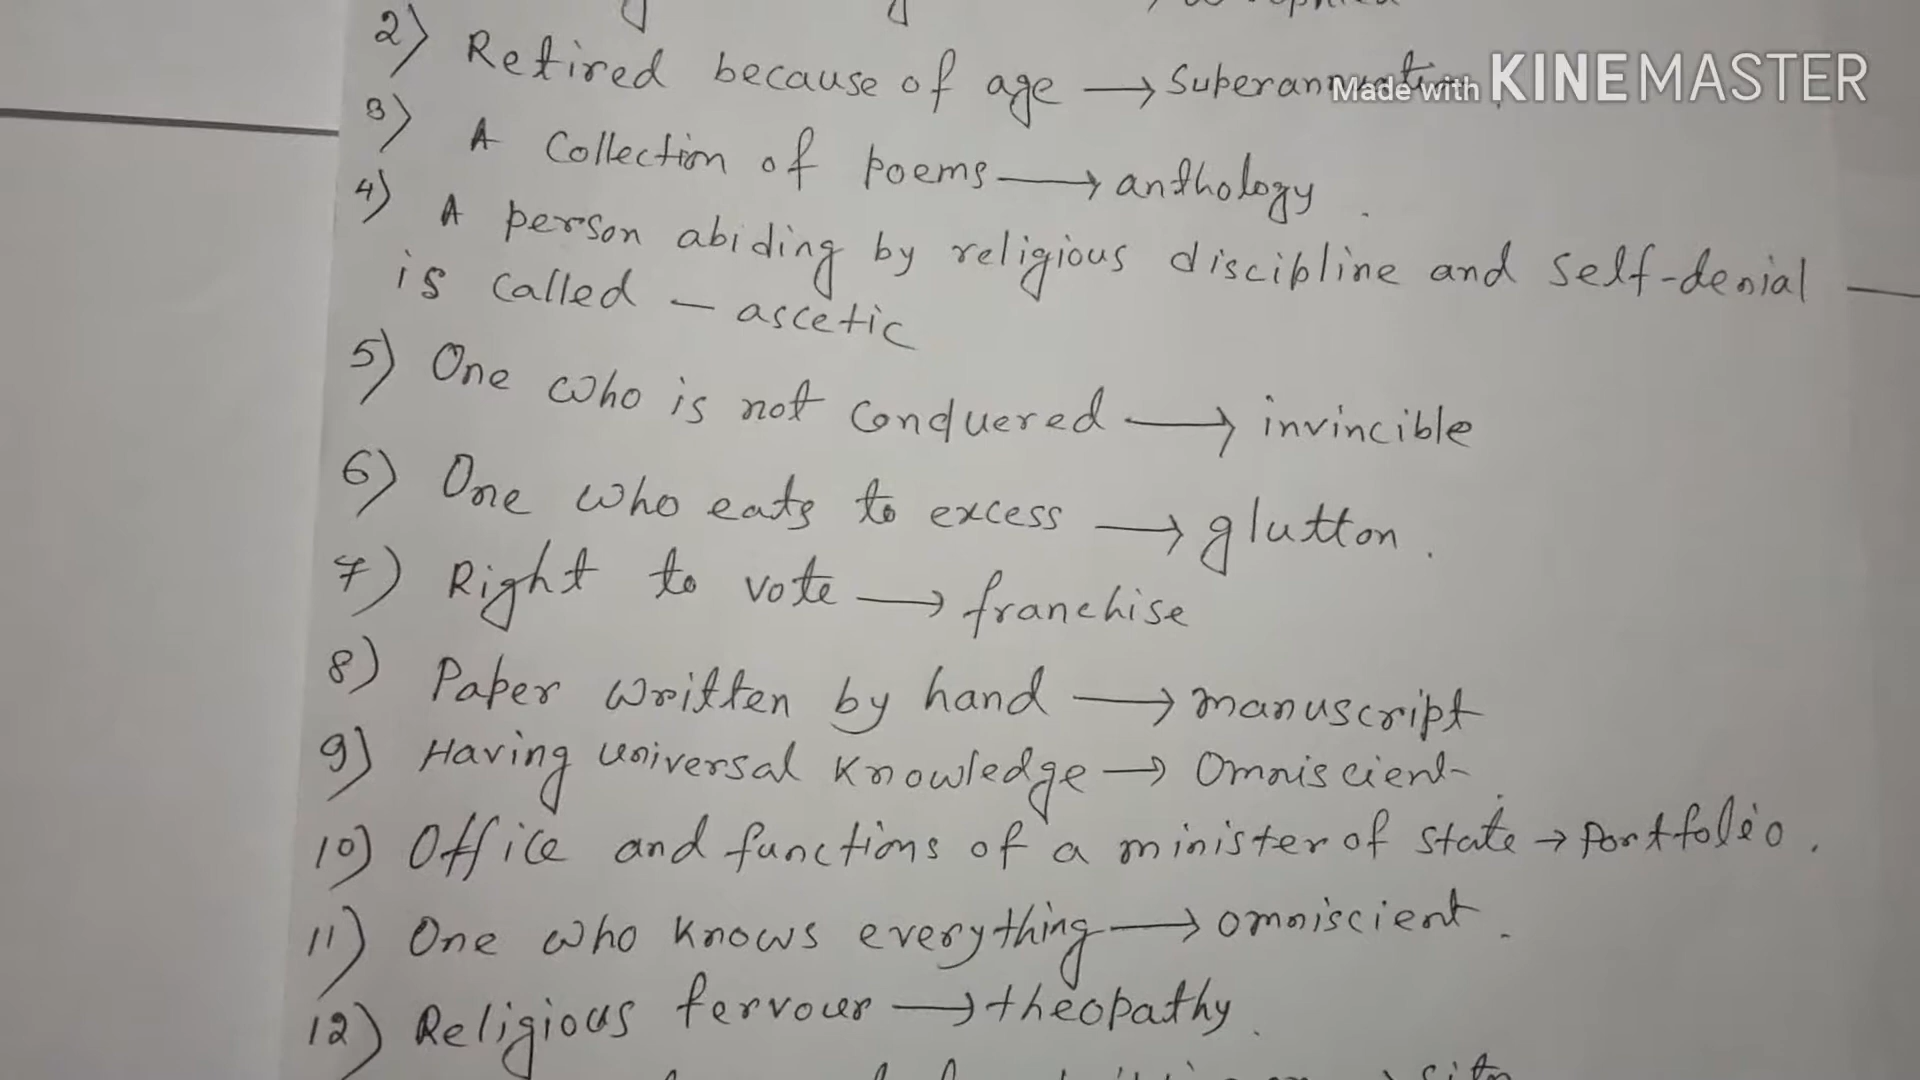 2) Retired because of age → Superannuation.
Made with KINEMASTER
3) A Collection of poems → anthology.
4) A person abiding by religious discipline and self-denial —
is called – ascetic
5) One who is not conquered → invincible
6) One who eats to excess → glutton.
7) Right to vote → franchise
8) Paper written by hand → manuscript
9) Having universal knowledge → Omniscient
10) Office and functions of a minister of state → Portfolio.
11) One who knows everything → omniscient.
12) Religious fervour → theopathy.